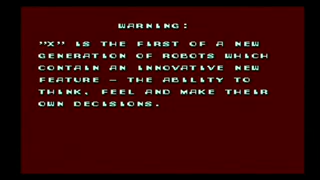 WARNING:
"X" IS THE FIRST OF A NEW
GENERATION OF ROBOTS WHICH
CONTAIN AN INNOVATIVE NEW
FEATURE - THE ABILITY TO
THINK, FEEL AND MAKE THEIR
OWN DECISIONS.